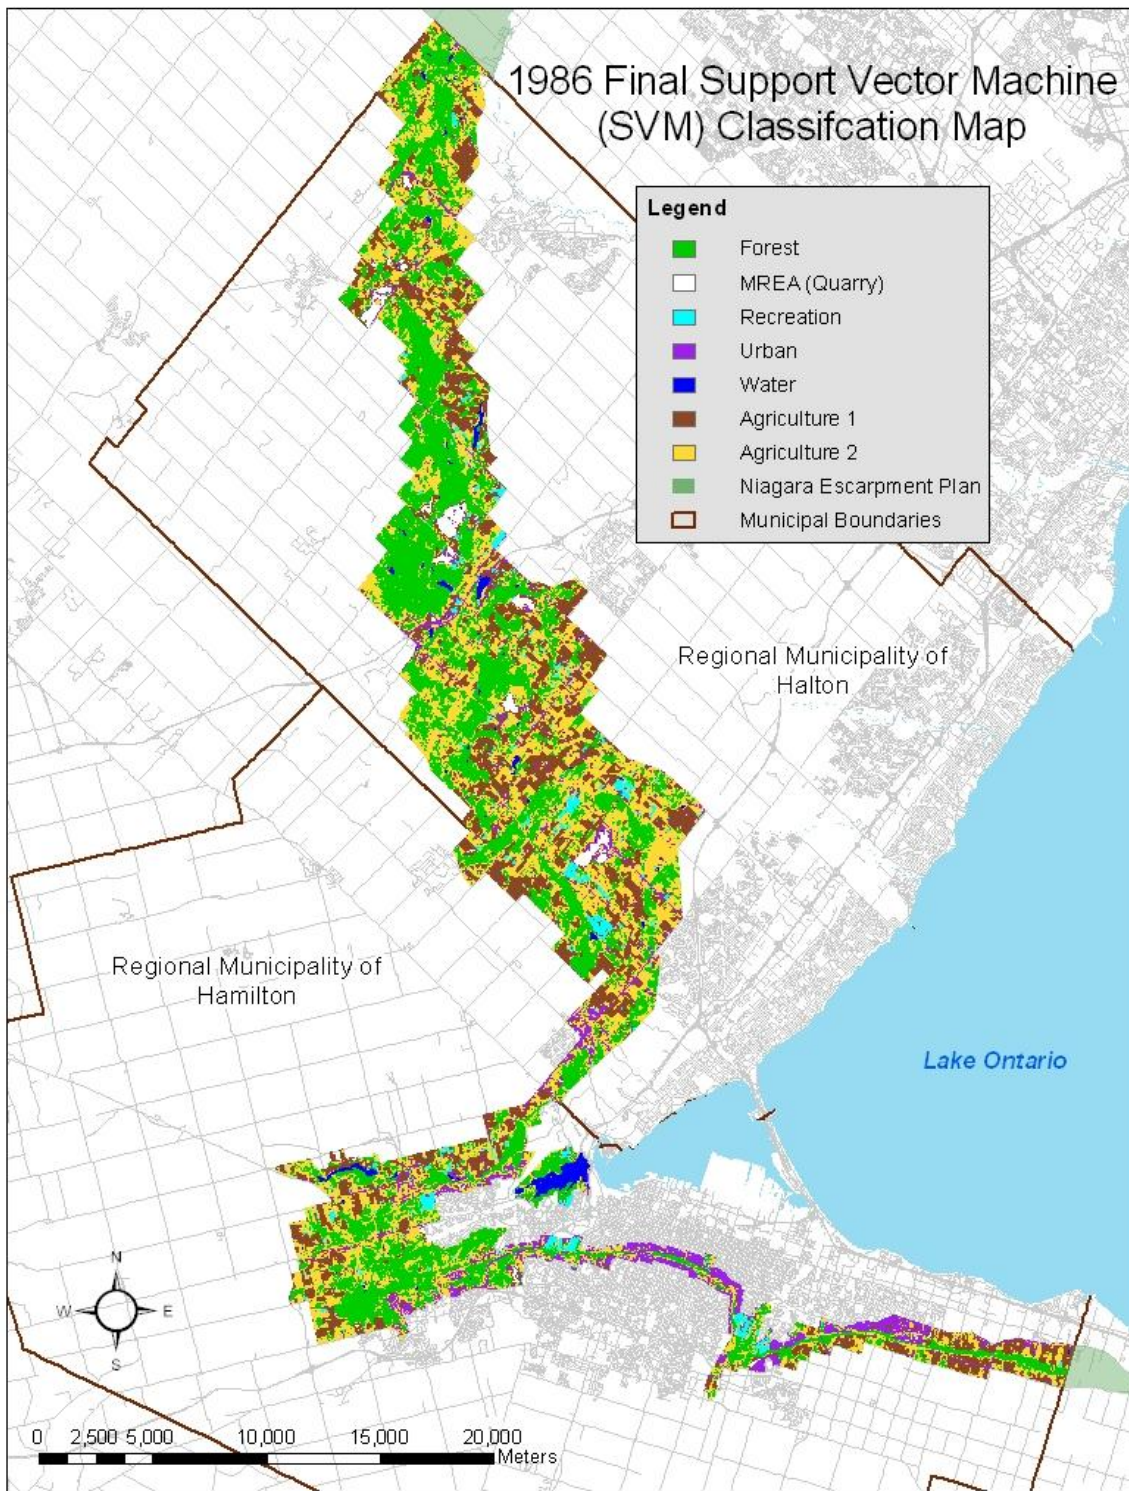 1986 Final Support Vector Machine
(SVM) Classifcation Map
Legend
Forest
MREA (Quarry)
Recreation
Urban
Water
Agriculture 1
Agriculture 2
Niagara Escarpment Plan
Municipal Boundaries
Regional Municipality of
Halton
Regional Municipality of
Hamilton
Lake Ontario
N
W E
S
0 2,500 5,000 10,000 15,000 20,000
Meters